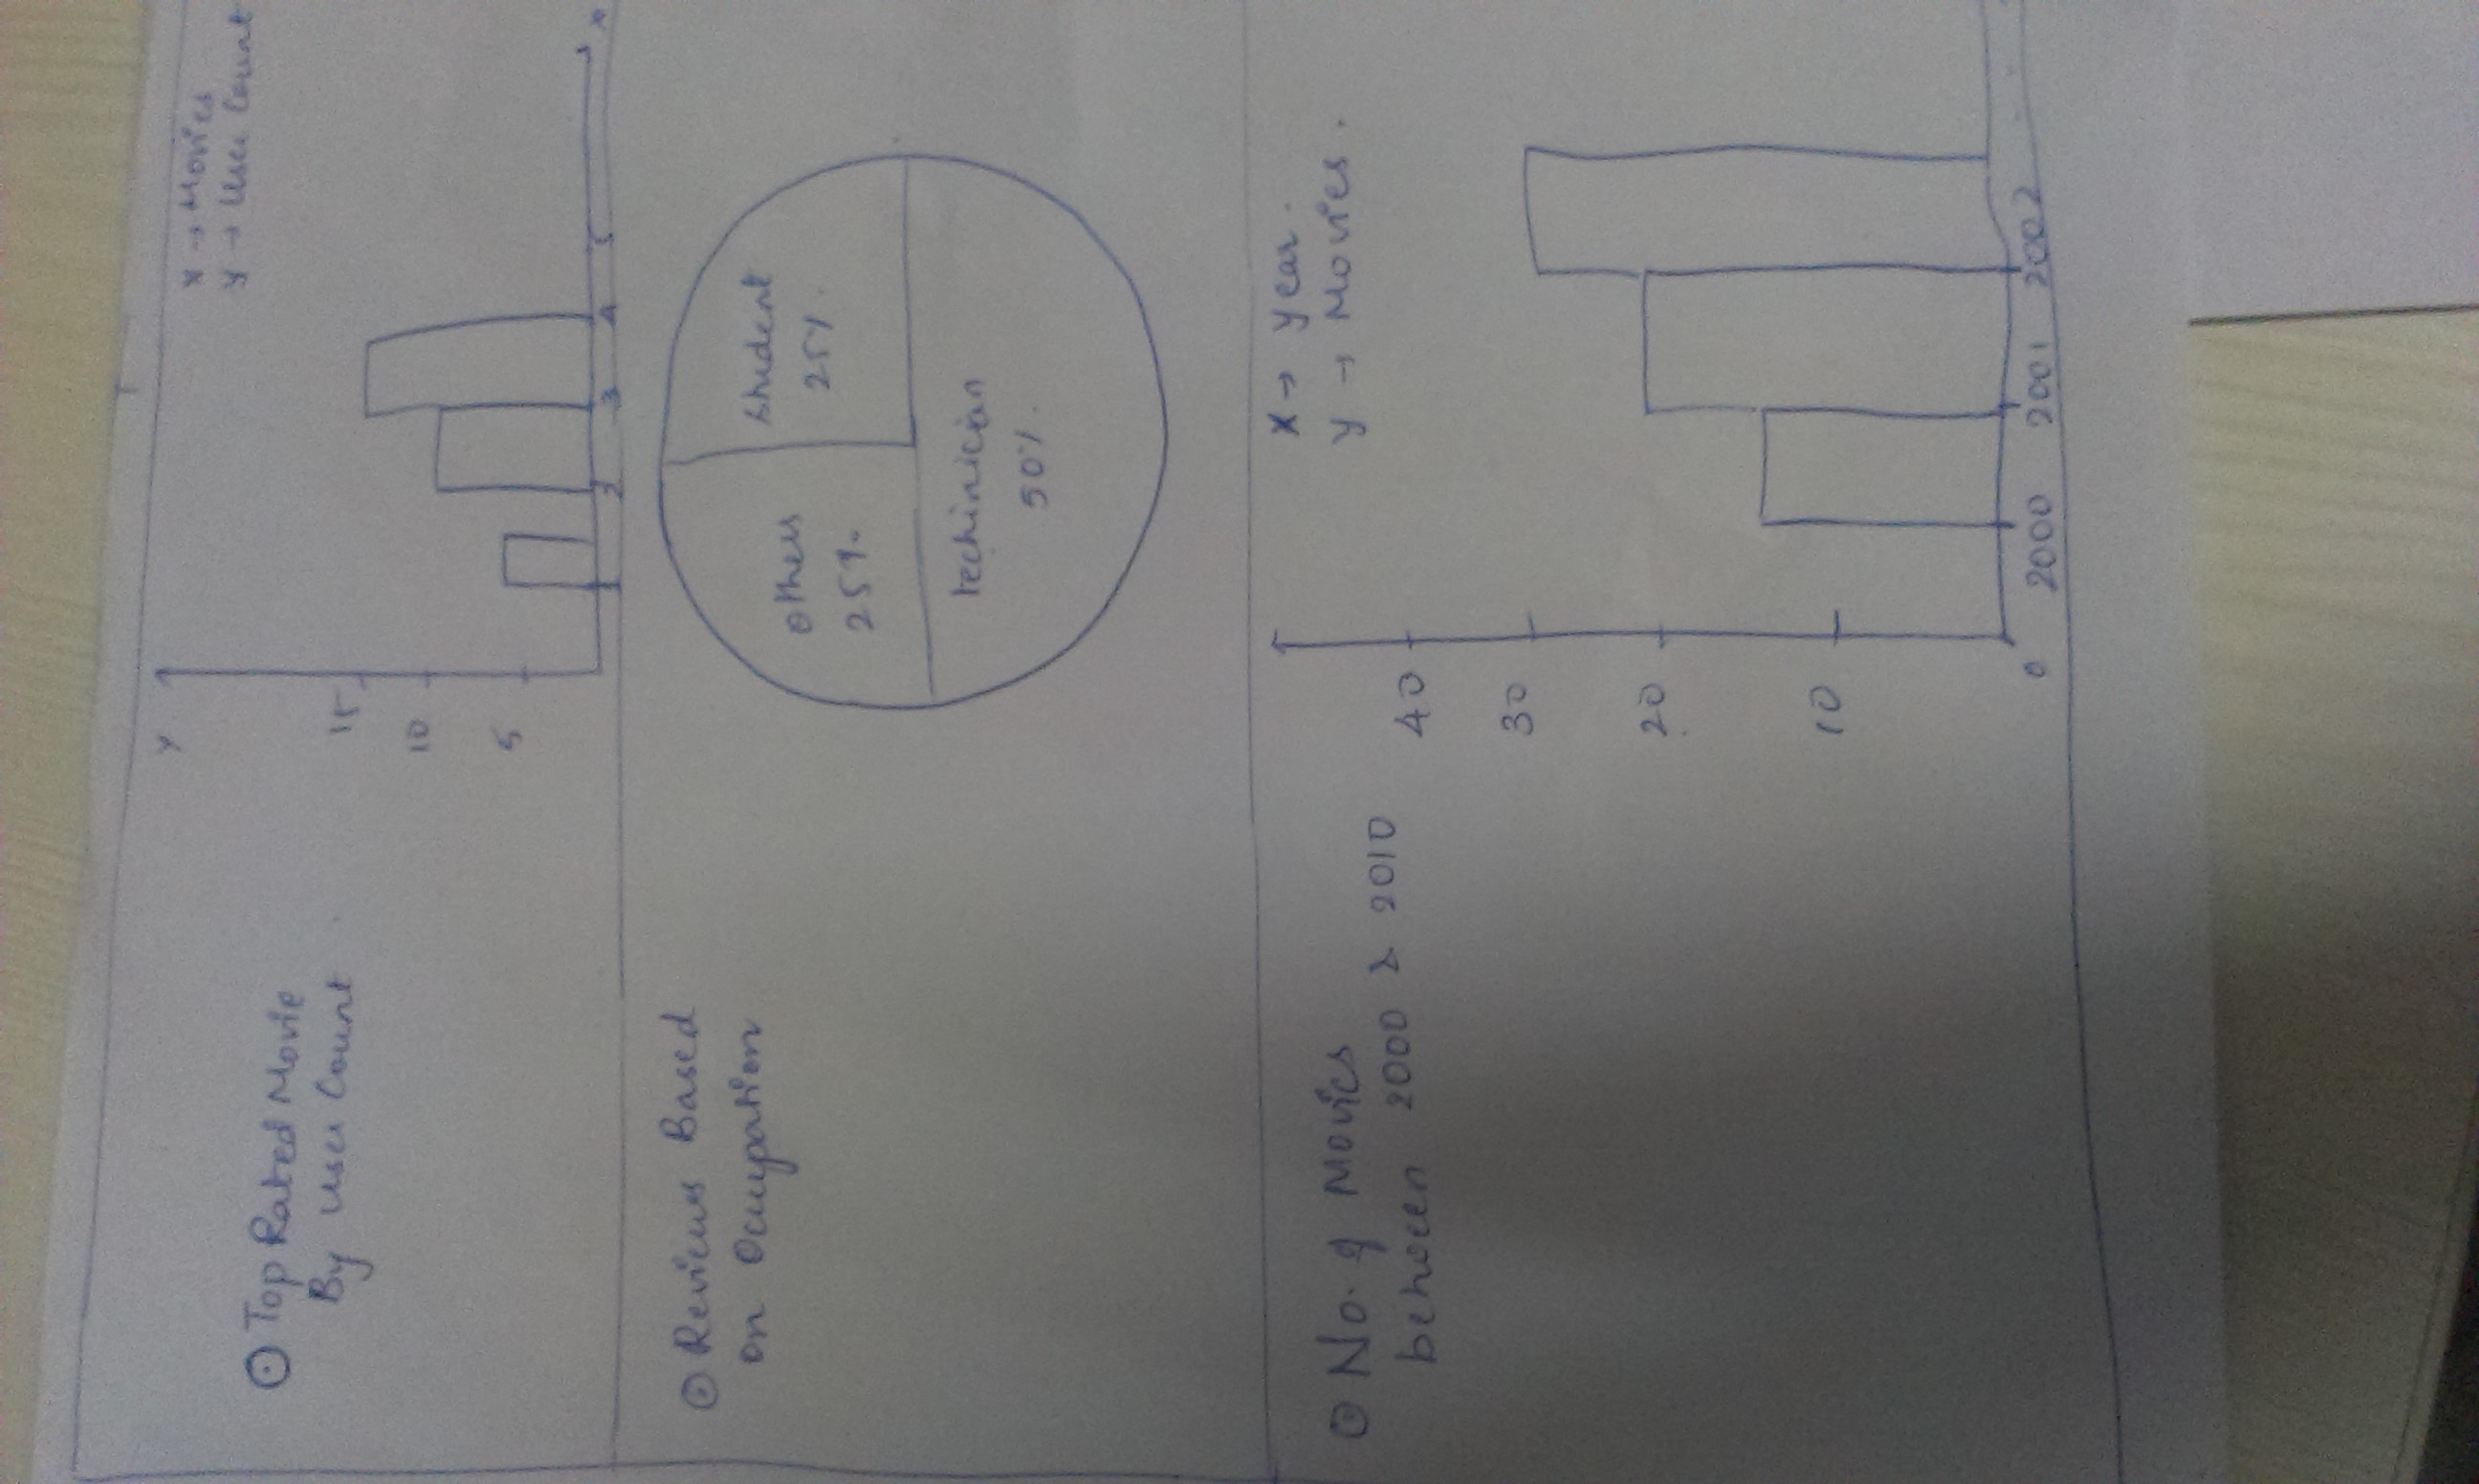 ⊙ Top Rated Movie
By User Count
x → Movies
y → User Count
y
15
10
5
1 2 3 4 5
x
⊙ Reviews Based
on Occupation
Others
25%
Student
25%.
technician
50%.
⊙ No. of Movies
between 2000 & 2010
x → year.
y → Movies.
40
30
20
10
0
2000 2001 2002